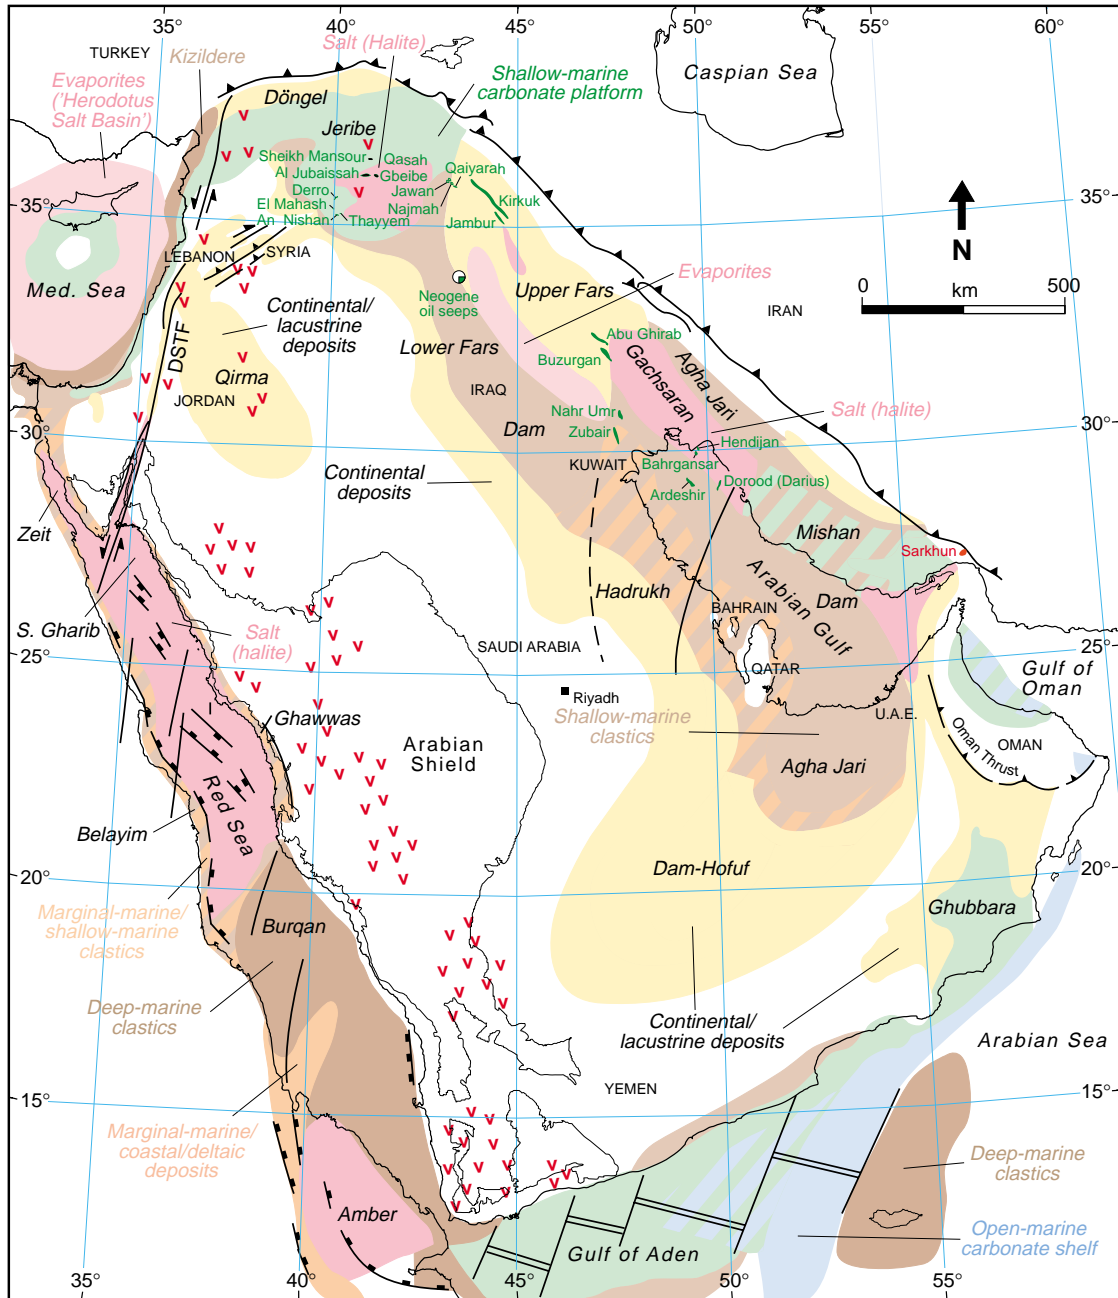 35°
40°
45°
50°
55°
60°
TURKEY
Kizildere
Salt (Halite)
Evaporites
('Herodotus
Salt Basin')
Döngel
Shallow-marine
carbonate platform
Caspian Sea
Jeribe
Sheikh Mansour
Qasah
Al Jubaissah
Gbeibe
Qaiyarah
Derro
Jawan
El Mahash
Najmah
Kirkuk
An Nishan
Thayyem
Jambur
35°
35°
N
LEBANON
SYRIA
Med. Sea
Neogene
oil seeps
Evaporites
Upper Fars
0
km
500
IRAN
Continental/
lacustrine
deposits
DSTF
Lower Fars
Abu Ghirab
Buzurgan
Gachsaran
Agha Jari
Qirma
JORDAN
IRAQ
Salt (halite)
Nahr Umr
Zubair
Dam
Hendijan
30°
30°
KUWAIT
Bahrgansar
Continental
deposits
Ardeshir
Dorood (Darius)
Zeit
Mishan
Sarkhun
Hadrukh
Arabian Gulf
Dam
BAHRAIN
S. Gharib
Salt
(halite)
SAUDI ARABIA
QATAR
25°
25°
Gulf of
Oman
Riyadh
Shallow-marine
clastics
U.A.E.
Ghawwas
Arabian
Shield
Oman Thrust
OMAN
Agha Jari
Red Sea
Belayim
20°
20°
Dam-Hofuf
Ghubbara
Marginal-marine/
shallow-marine
clastics
Burqan
Deep-marine
clastics
Continental/
lacustrine deposits
Arabian Sea
YEMEN
15°
15°
Marginal-marine/
coastal/deltaic
deposits
Deep-marine
clastics
Amber
Gulf of Aden
Open-marine
carbonate shelf
35°
40°
45°
50°
55°